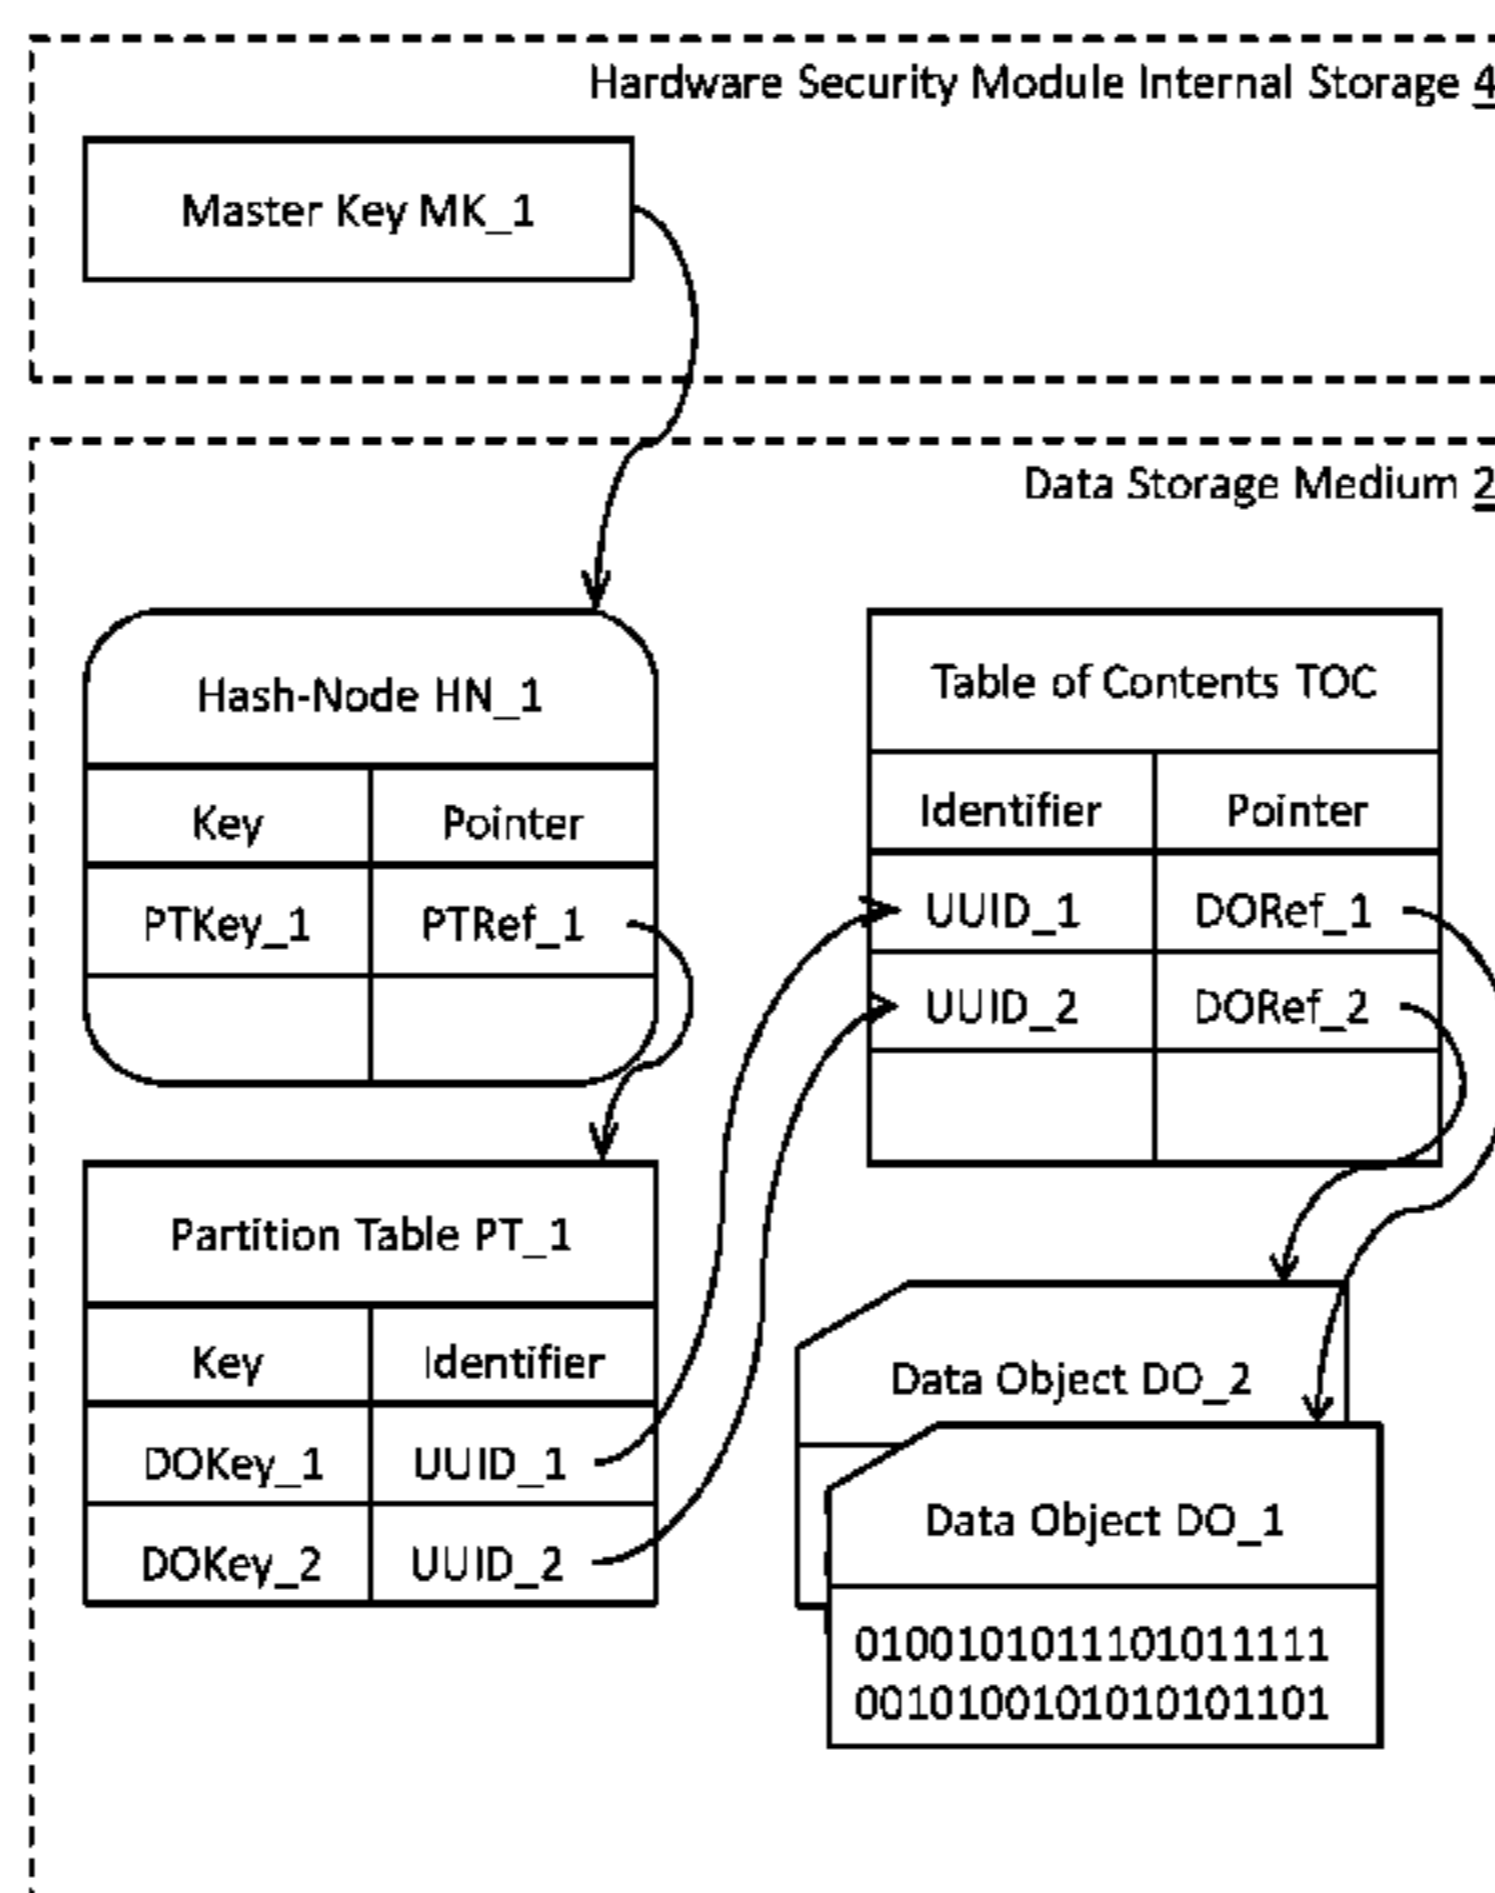 Hardware Security Module Internal Storage 4
Master Key MK_1
Data Storage Medium 2
Hash-Node HN_1
Key Pointer
PTKey_1 PTRef_1
Table of Contents TOC
Identifier Pointer
UUID_1 DORef_1
UUID_2 DORef_2
Partition Table PT_1
Key Identifier
DOKey_1 UUID_1
DOKey_2 UUID_2
Data Object DO_2
Data Object DO_1
0100101011101011111
0010100101010101101